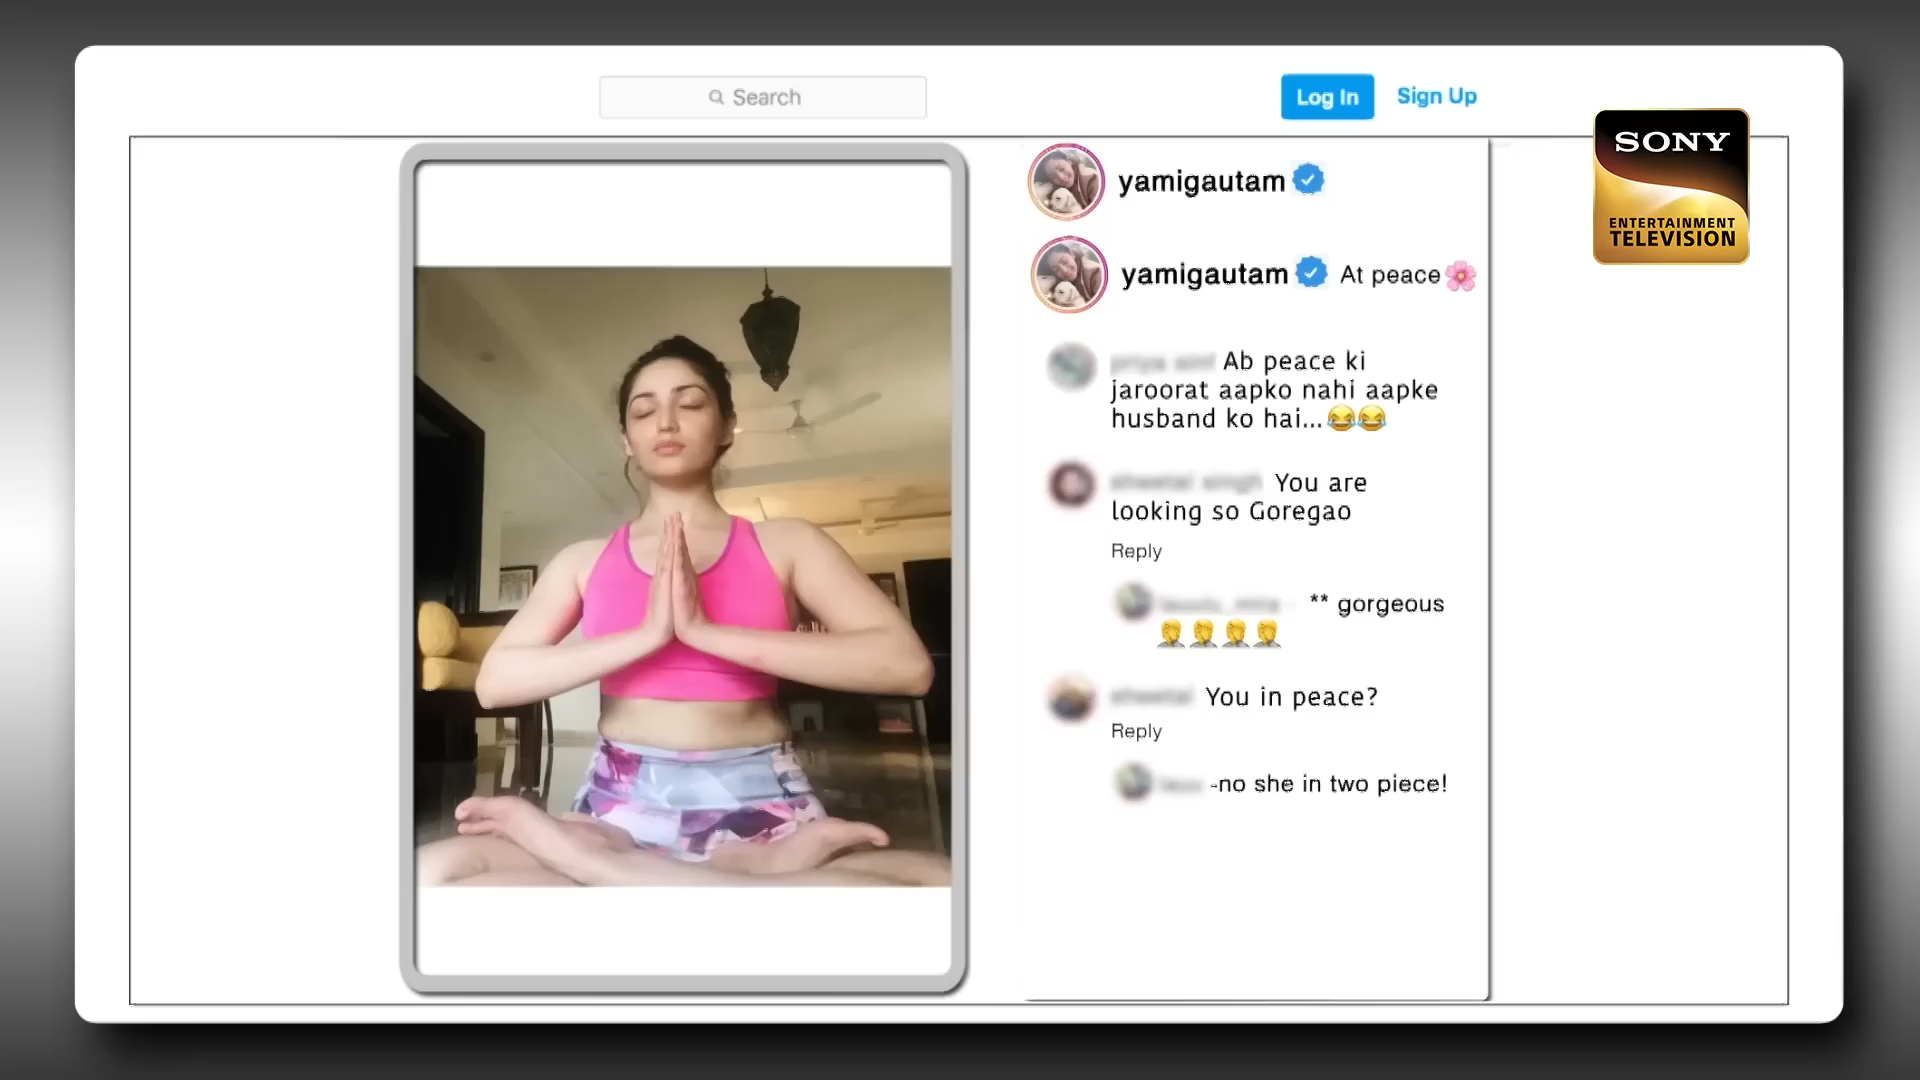 Search
Log In
Sign Up
SONY
ENTERTAINMENT
TELEVISION
yamigautam
yamigautam At peace🌸
Ab peace ki
jaroorat aapko nahi aapke
husband ko hai...😂😂
You are
looking so Goregao
Reply
** gorgeous
🤦🤦🤦🤦
You in peace?
Reply
-no she in two piece!